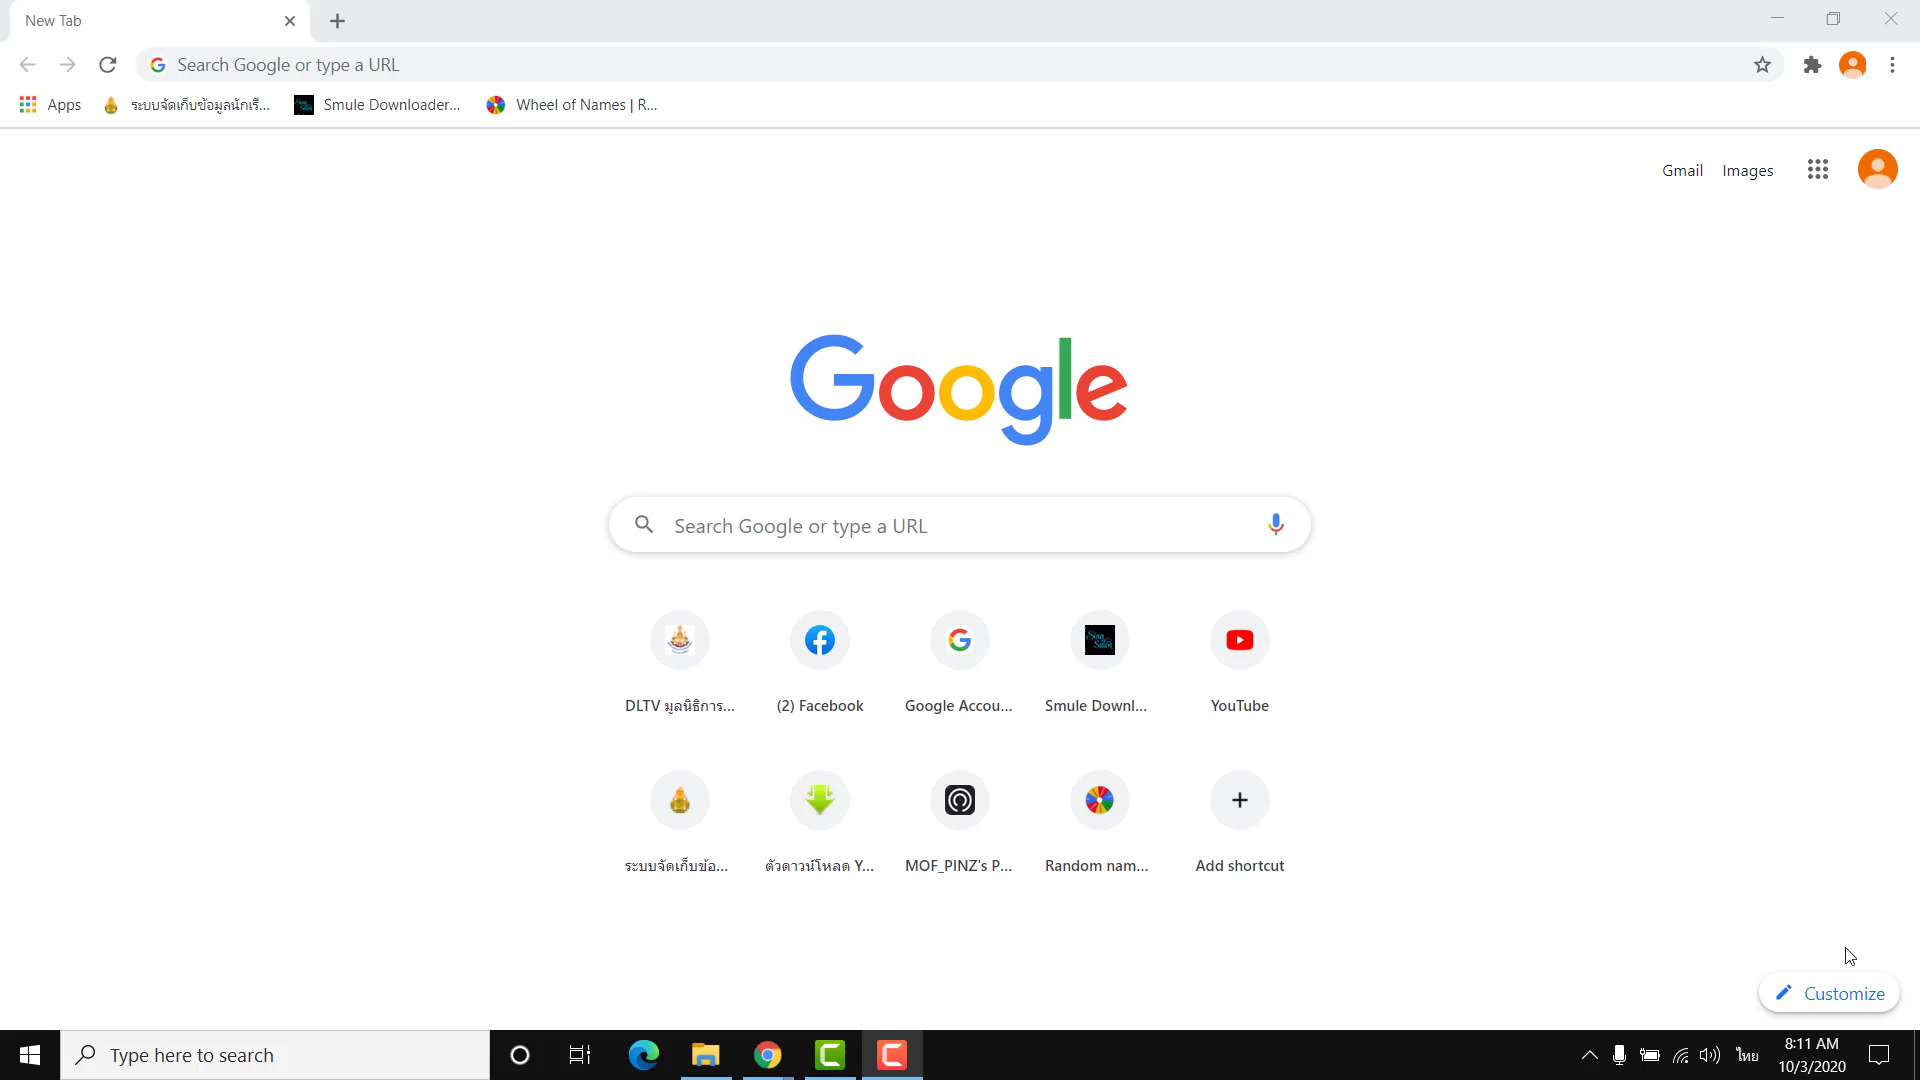 New Tab
Search Google or type a URL
Apps
ระบบจัดเก็บข้อมูลนักเรี...
Smule Downloader...
Wheel of Names | R...
Gmail
Images
Google
Search Google or type a URL
DLTV มูลนิธิการ...
(2) Facebook
Google Accou...
Smule Downl...
YouTube
ระบบจัดเก็บข้อ...
ตัวดาวน์โหลด Y...
MOF_PINZ's P...
Random nam...
Add shortcut
Customize
Type here to search
ไทย
8:11 AM
10/3/2020